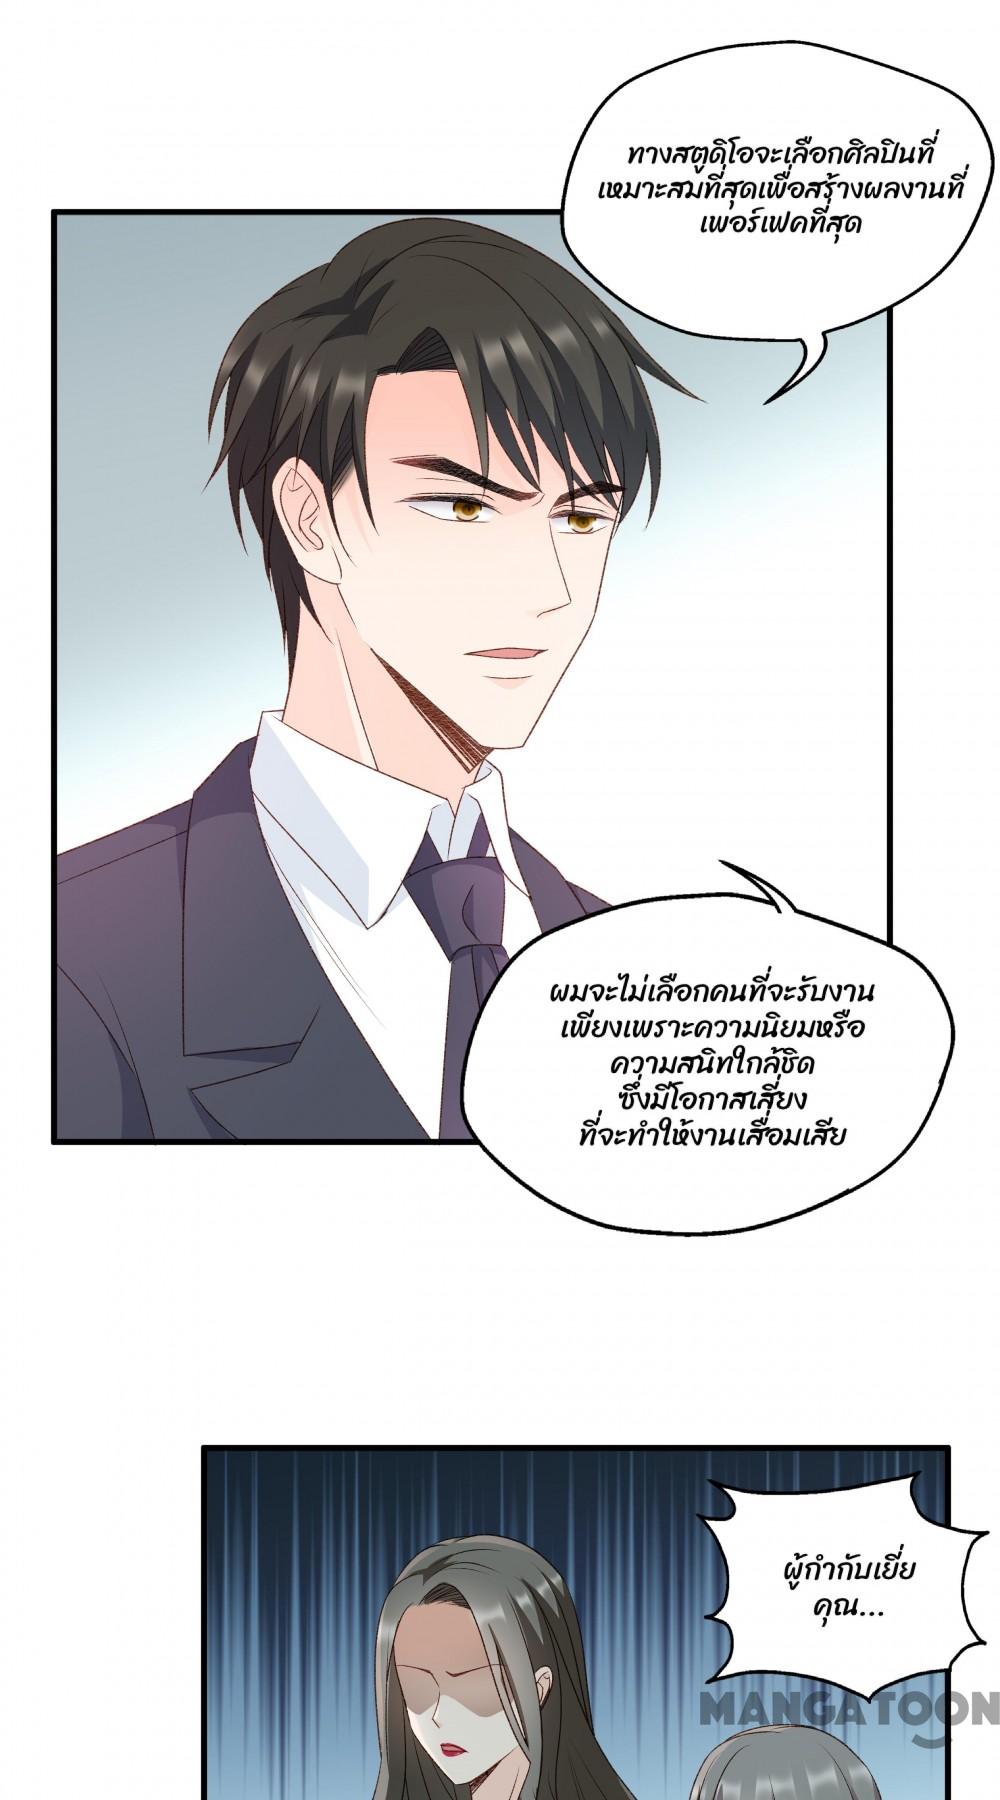 ทางสตูดิโอจะเลือกศิลปินที่
เหมาะสมที่สุดเพื่อสร้างผลงานที่
เพอร์เฟคที่สุด
ผมจะไม่เลือกคนที่จะรับงาน
เพียงเพราะความนิยมหรือ
ความสนิทใกล้ชิด
ซึ่งมีโอกาสเสี่ยง
ที่จะทำให้งานเสื่อมเสีย
ผู้กำกับเยี่ย
คุณ...
MANGATOON